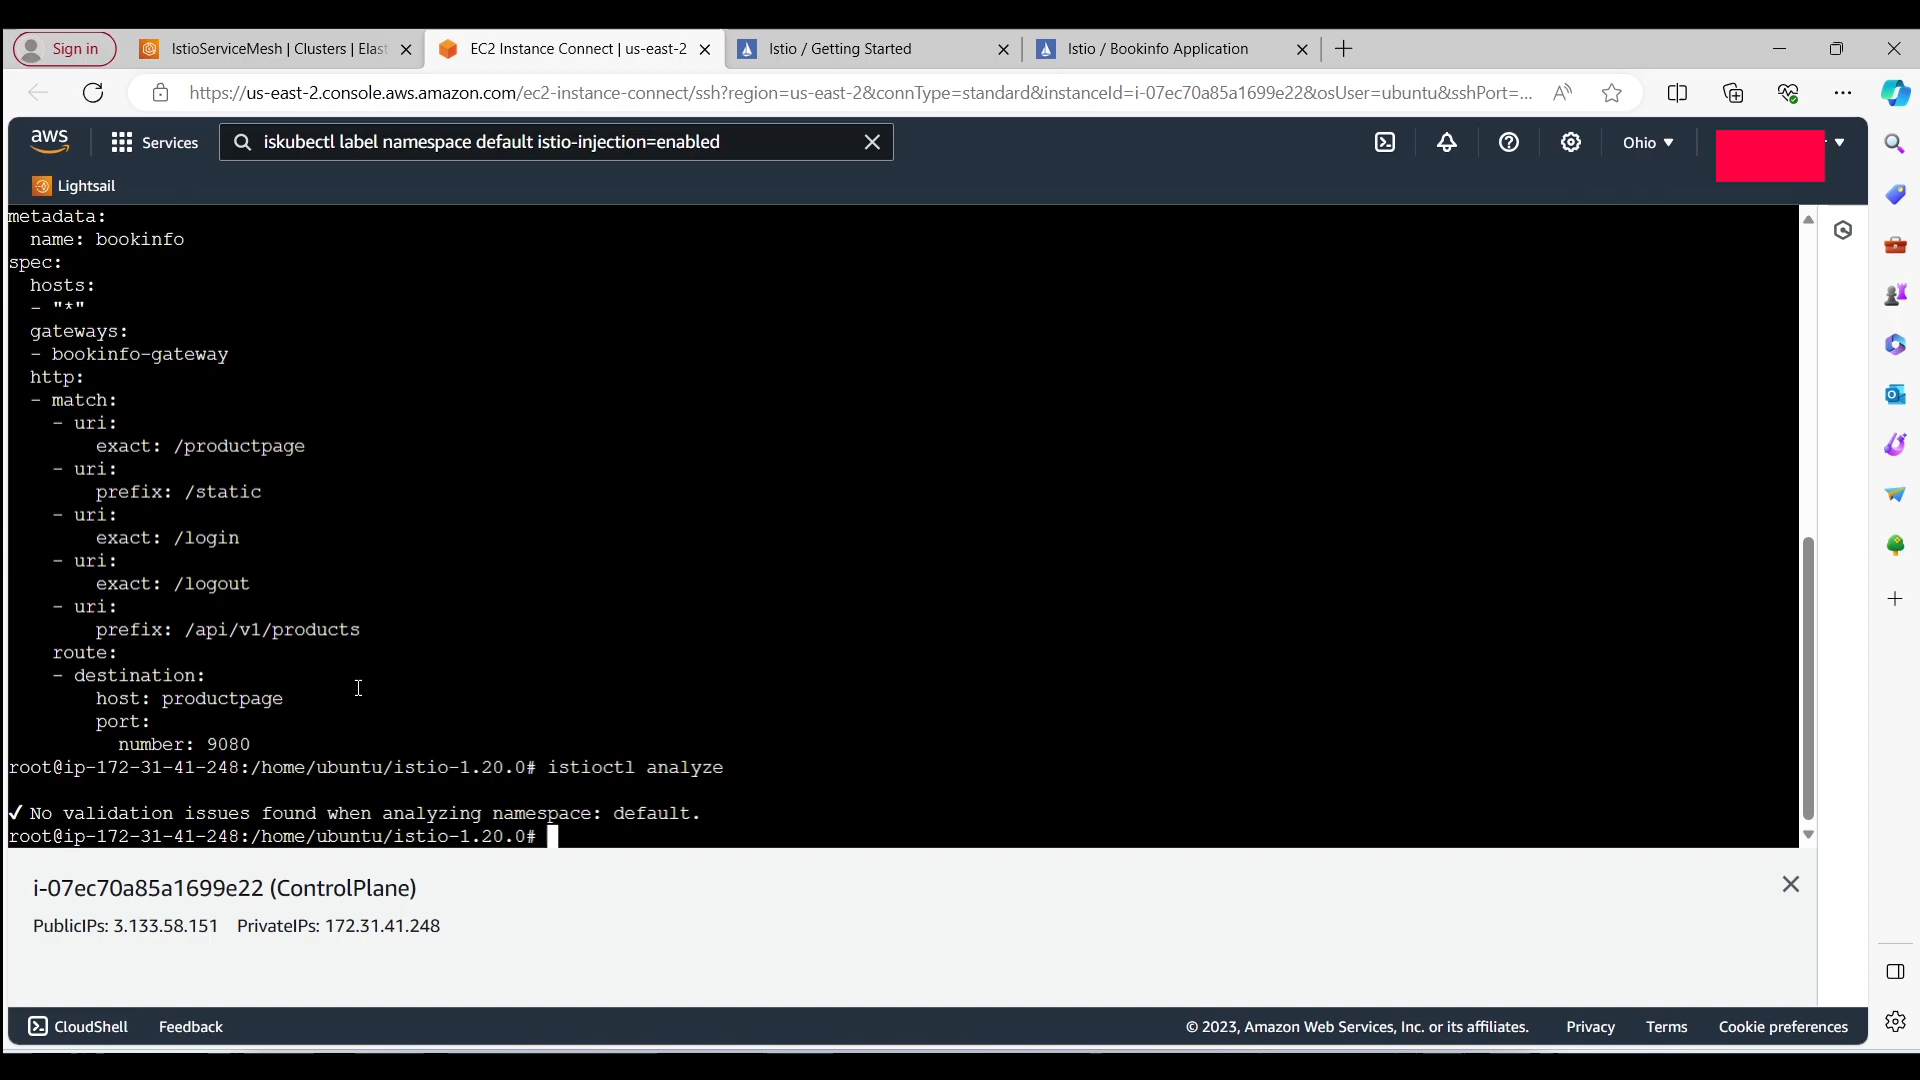 Sign in
IstioServiceMesh | Clusters | Elast
EC2 Instance Connect | us-east-2
Istio / Getting Started
Istio / Bookinfo Application
https://us-east-2.console.aws.amazon.com/ec2-instance-connect/ssh?region=us-east-2&connType=standard&instanceId=i-07ec70a85a1699e22&osUser=ubuntu&sshPort=...
aws
Services
iskubectl label namespace default istio-injection=enabled
Ohio
Lightsail
metadata:
  name: bookinfo
spec:
  hosts:
  - "*"
  gateways:
  - bookinfo-gateway
  http:
  - match:
    - uri:
        exact: /productpage
    - uri:
        prefix: /static
    - uri:
        exact: /login
    - uri:
        exact: /logout
    - uri:
        prefix: /api/v1/products
    route:
    - destination:
        host: productpage
        port:
          number: 9080
root@ip-172-31-41-248:/home/ubuntu/istio-1.20.0# istioctl analyze
✔ No validation issues found when analyzing namespace: default.
root@ip-172-31-41-248:/home/ubuntu/istio-1.20.0#
i-07ec70a85a1699e22 (ControlPlane)
PublicIPs: 3.133.58.151 PrivateIPs: 172.31.41.248
CloudShell
Feedback
© 2023, Amazon Web Services, Inc. or its affiliates.
Privacy
Terms
Cookie preferences